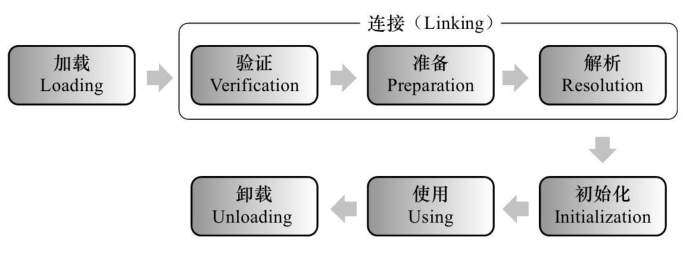 连接（Linking）
加载
Loading
验证
Verification
准备
Preparation
解析
Resolution
初始化
Initialization
使用
Using
卸载
Unloading